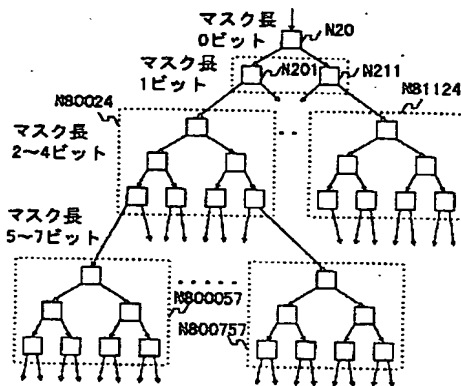 マスク長
0ビット
N20
マスク長
1ビット
N201
N211
N80024
N81124
マスク長
2〜4ビット
マスク長
5〜7ビット
N800057
N800757